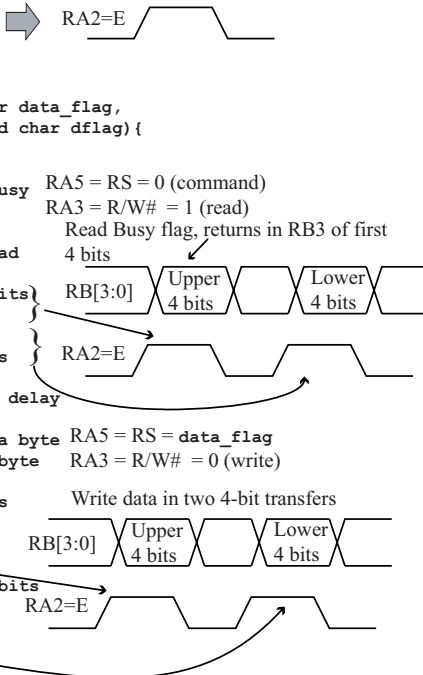 RA2=E
r data_flag,
d char dflag){
usy RA5 = RS = 0 (command)
RA3 = R/W# = 1 (read)
Read Busy flag, returns in RB3 of first
ad 4 bits
its} RB[3:0] Upper 4 bits Lower 4 bits
s } RA2=E
delay
a byte RA5 = RS = data_flag
byte RA3 = R/W# = 0 (write)
s Write data in two 4-bit transfers
RB[3:0] Upper 4 bits Lower 4 bits
bits
RA2=E